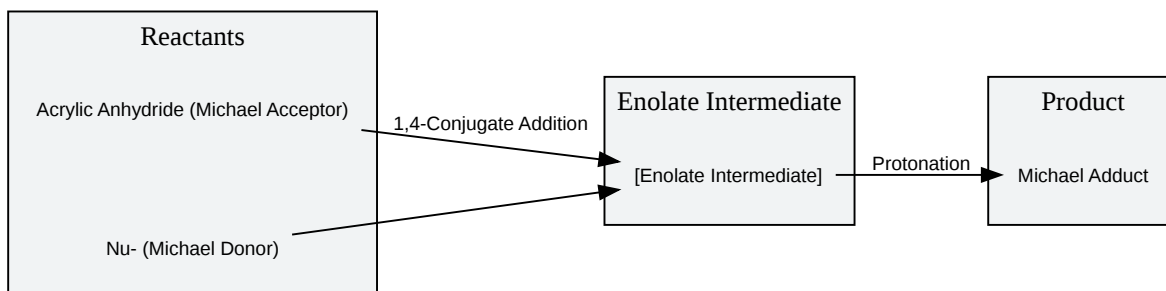 Reactants
Acrylic Anhydride (Michael Acceptor)
Nu- (Michael Donor)
1,4-Conjugate Addition
Enolate Intermediate
[Enolate Intermediate]
Protonation
Product
Michael Adduct